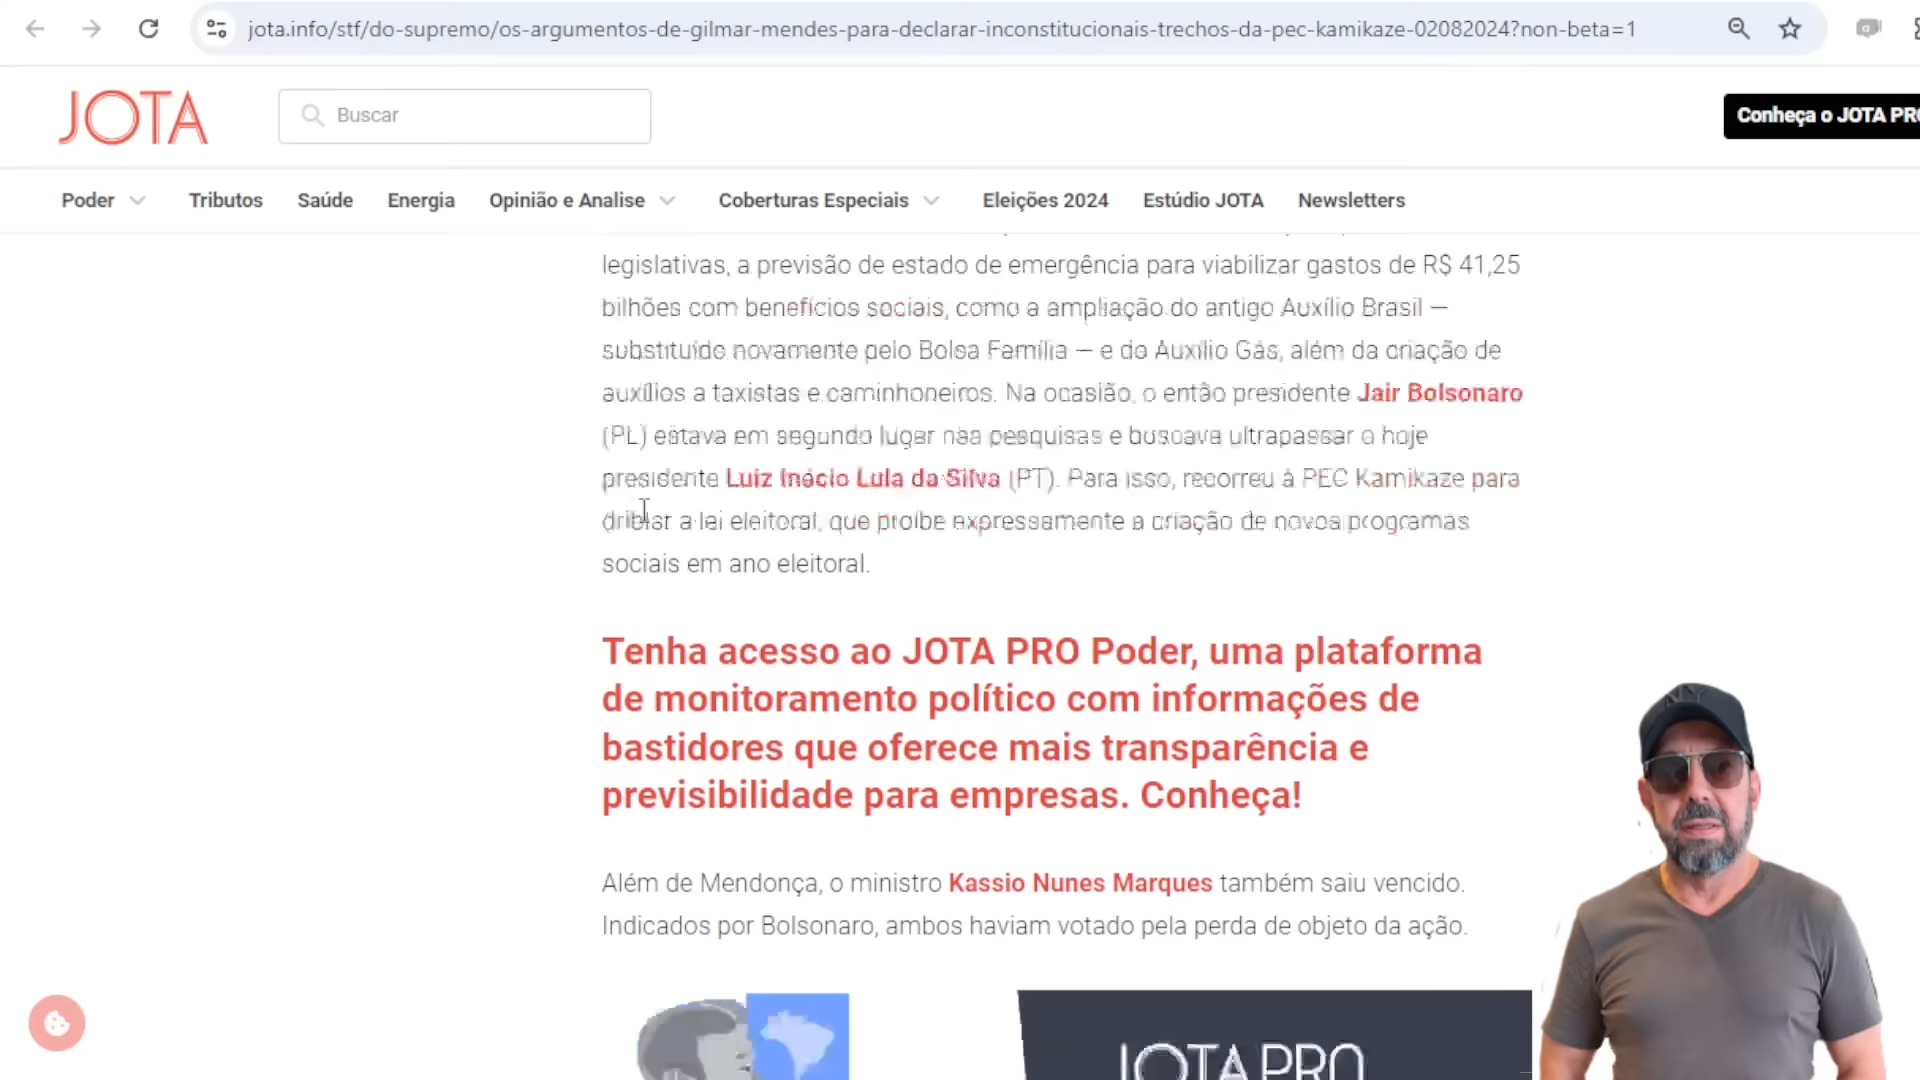 jota.info/stf/do-supremo/os-argumentos-de-gilmar-mendes-para-declarar-inconstitucionais-trechos-da-pec-kamikaze-02082024?non-beta=1
JOTA
Buscar
Conheça o JOTA PRO
Poder
Tributos
Saúde
Energia
Opinião e Analise
Coberturas Especiais
Eleições 2024
Estúdio JOTA
Newsletters
legislativas, a previsão de estado de emergência para viabilizar gastos de R$ 41,25
bilhões com benefícios sociais, como a ampliação do antigo Auxílio Brasil —
substituído novamente pelo Bolsa Família — e do Auxílio Gás, além da criação de
auxílios a taxistas e caminhoneiros. Na ocasião, o então presidente Jair Bolsonaro
(PL) estava em segundo lugar nas pesquisas e buscava ultrapassar o hoje
presidente Luiz Inácio Lula da Silva (PT). Para isso, recorreu à PEC Kamikaze para
driblar a lei eleitoral, que proíbe expressamente a criação de novos programas
sociais em ano eleitoral.
Tenha acesso ao JOTA PRO Poder, uma plataforma
de monitoramento político com informações de
bastidores que oferece mais transparência e
previsibilidade para empresas. Conheça!
Além de Mendonça, o ministro Kassio Nunes Marques também saiu vencido.
Indicados por Bolsonaro, ambos haviam votado pela perda de objeto da ação.
JOTA PRO